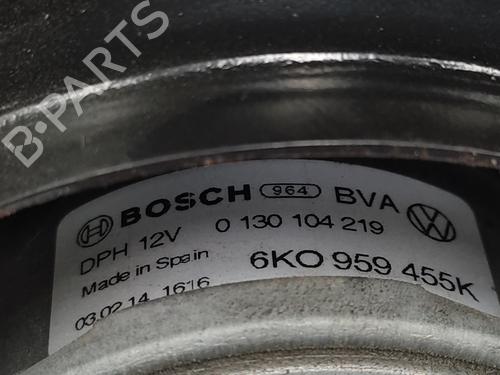 B-PARTS
BOSCH 964 BVA
DPH 12V 0 130 104 219
Made in Spain 6K0 959 455K
03.02.14 1616